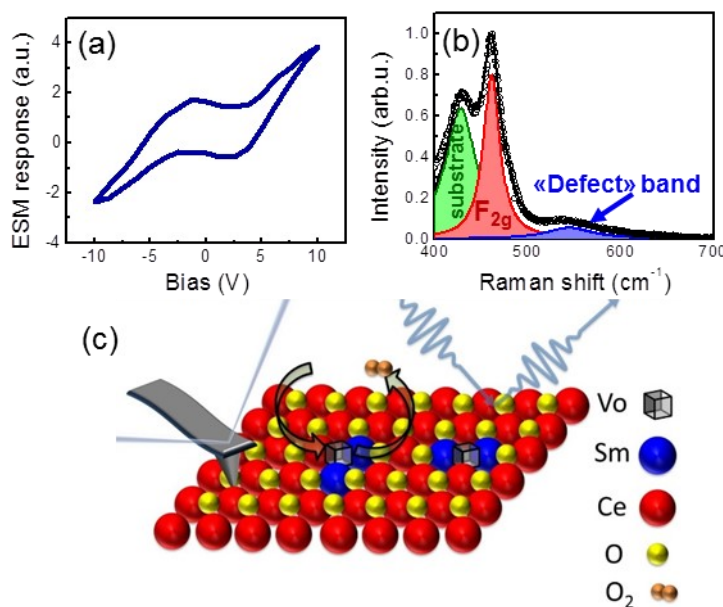 (a)
ESM response (a.u.)
4
2
0
-2
-4
-10 -5 0 5 10
Bias (V)
(b)
Intensity (arb.u.)
1.0
0.8
0.6
0.4
0.2
0.0
substrate
F2g
«Defect» band
400 500 600 700
Raman shift (cm-1)
(c)
Vo
Sm
Ce
O
O2